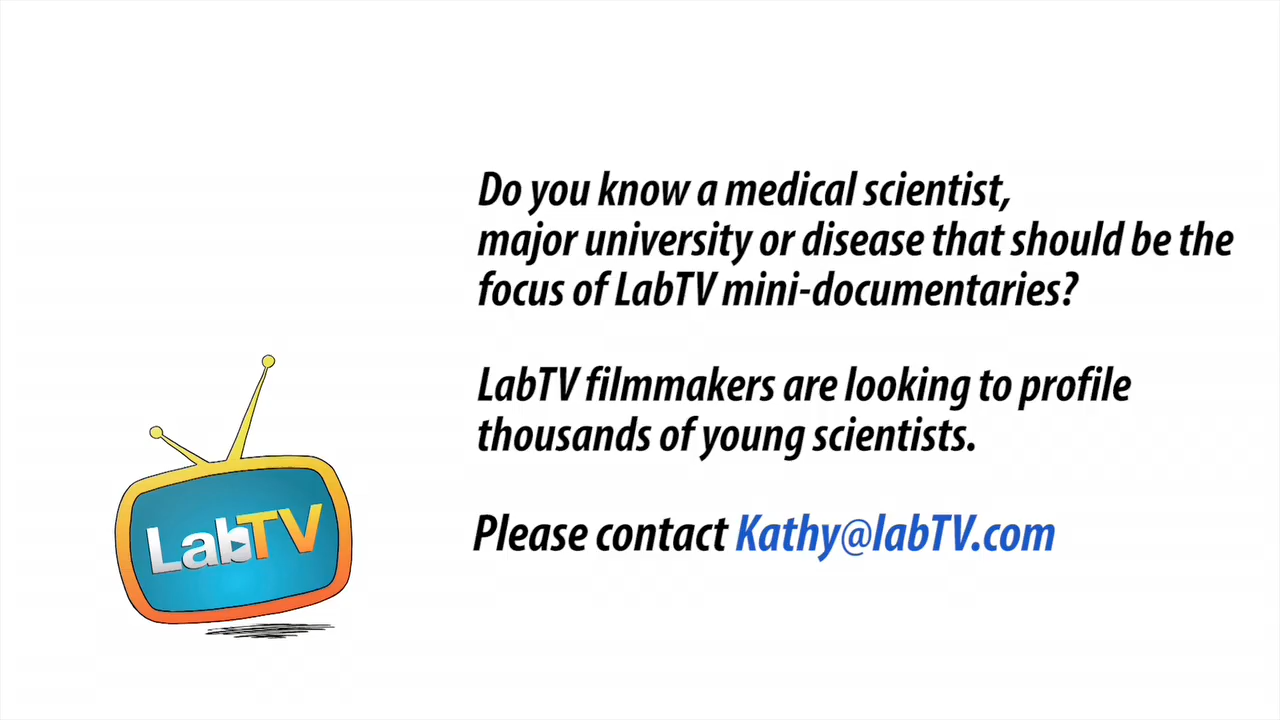 Do you know a medical scientist,
major university or disease that should be the
focus of LabTV mini-documentaries?
LabTV filmmakers are looking to profile
thousands of young scientists.
Please contact Kathy@labTV.com
LabTV